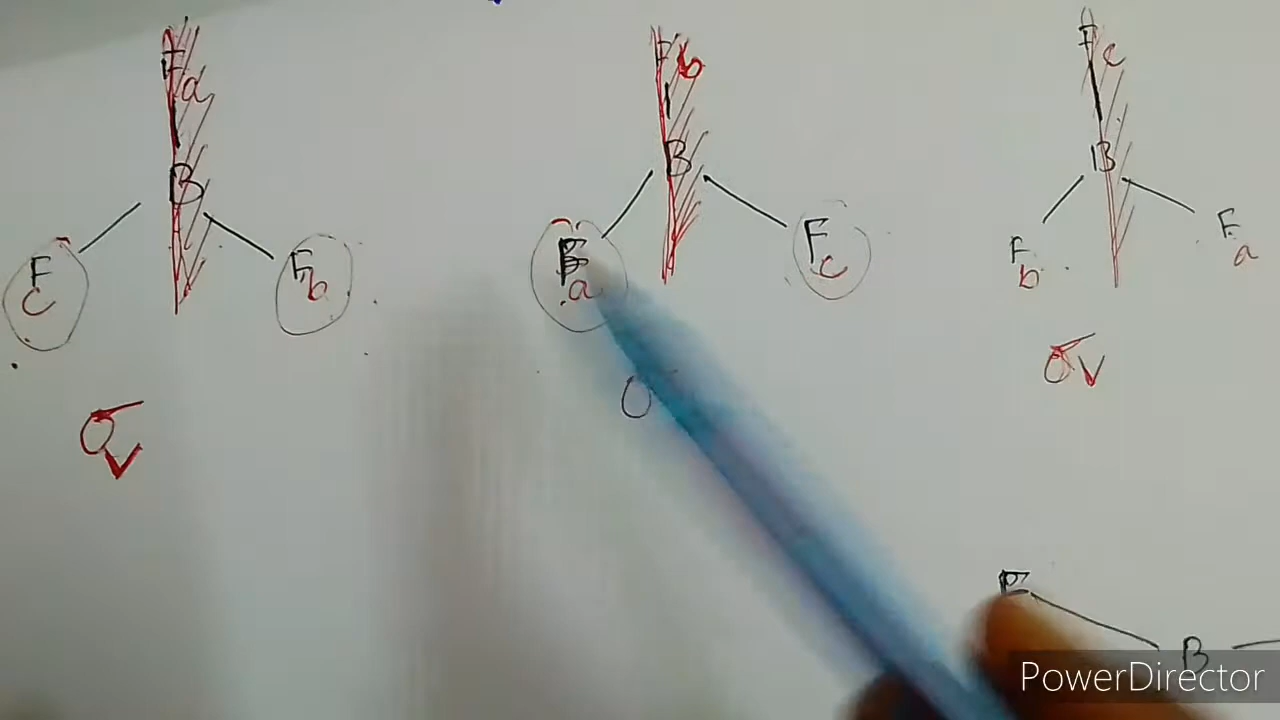 Fa
B
Fc Fb
σv
Fb
B
Fa Fc
σ
Fc
B
Fb Fa
σv
F
B
PowerDirector